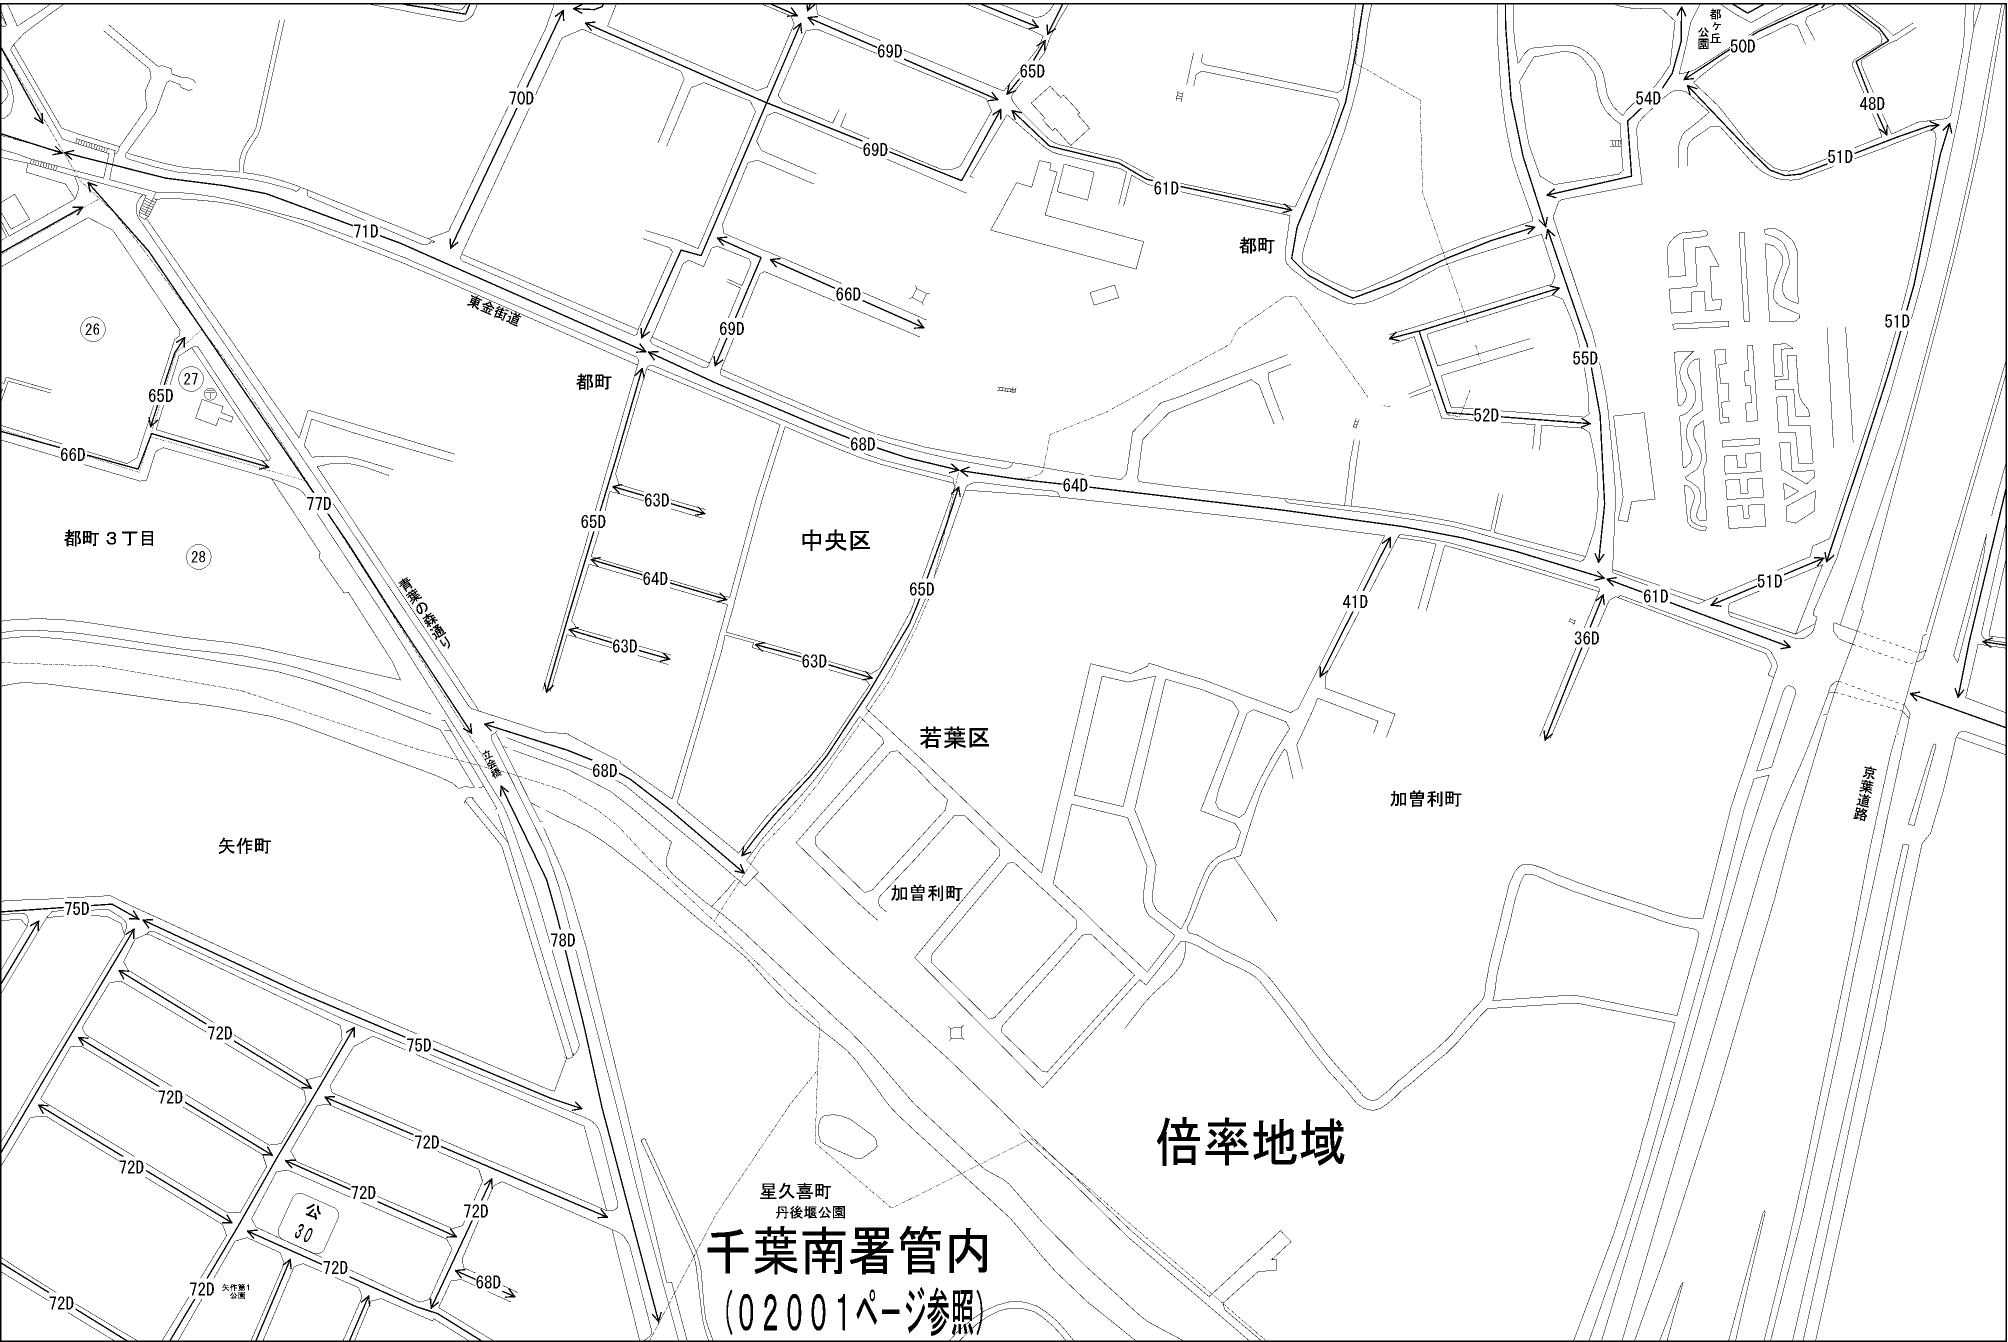 都ヶ丘
公園
50D
69D
65D
70D
54D
48D
69D
51D
61D
71D
都町
66D
東金街道
69D
51D
26
55D
27
都町
65D
52D
68D
66D
64D
63D
77D
65D
都町3丁目
28
中央区
64D
青葉の森通り
65D
41D
61D
51D
63D
36D
63D
若葉区
立会橋
68D
京葉道路
加曽利町
矢作町
加曽利町
75D
78D
72D
75D
72D
72D
倍率地域
72D
72D
星久喜町
公
30
72D
丹後堰公園
千葉南署管内
(02001ページ参照)
72D
68D
72D
矢作第1
公園
72D